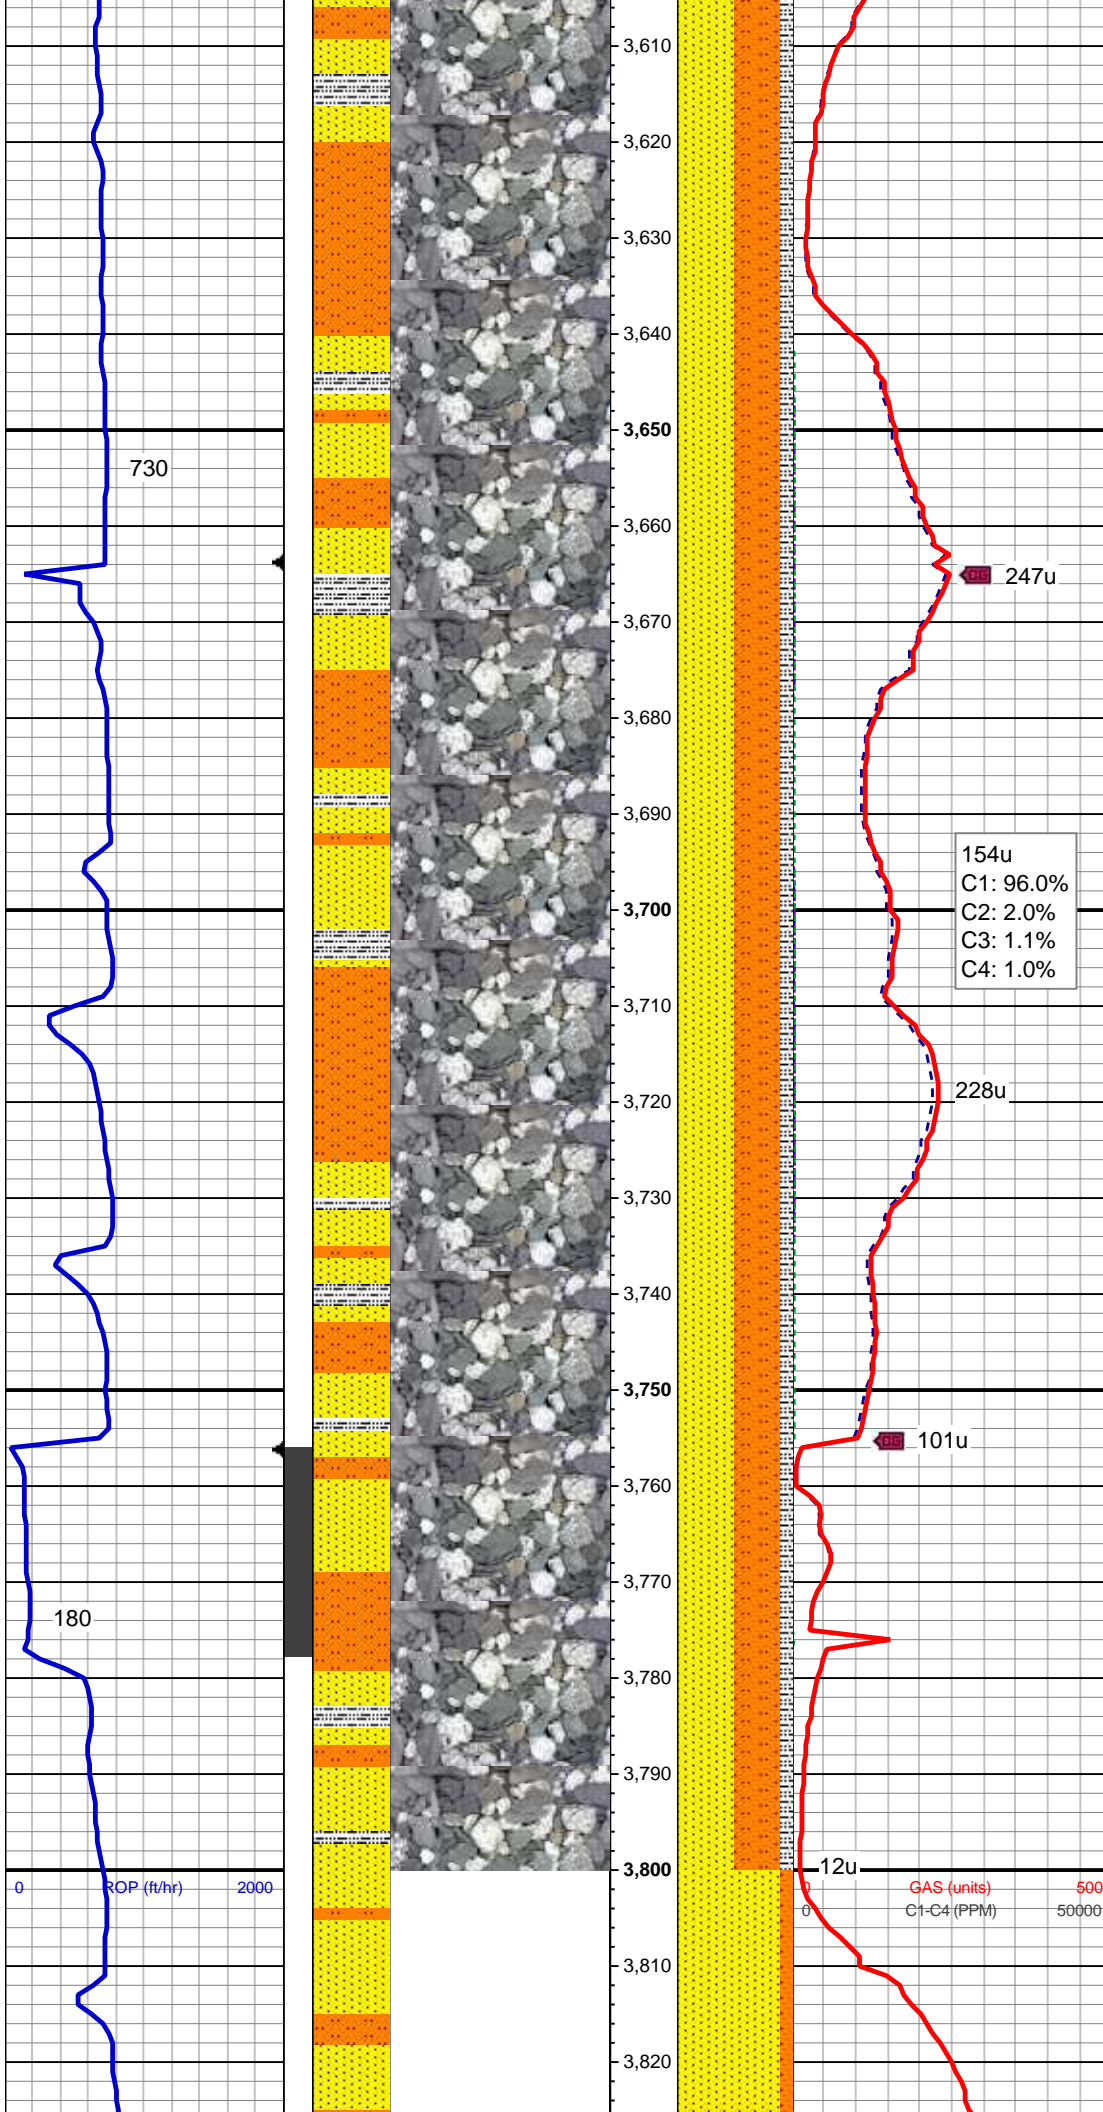 3,610
3,620
3,630
3,640
3,650
730
3,660
CG 247u
3,670
3,680
3,690
154u
C1: 96.0%
C2: 2.0%
C3: 1.1%
C4: 1.0%
3,700
3,710
228u
3,720
3,730
3,740
3,750
CG 101u
3,760
3,770
180
3,780
3,790
3,800
12u
0 ROP (ft/hr) 2000
0 GAS (units) 500
0 C1-C4 (PPM) 50000
3,810
3,820